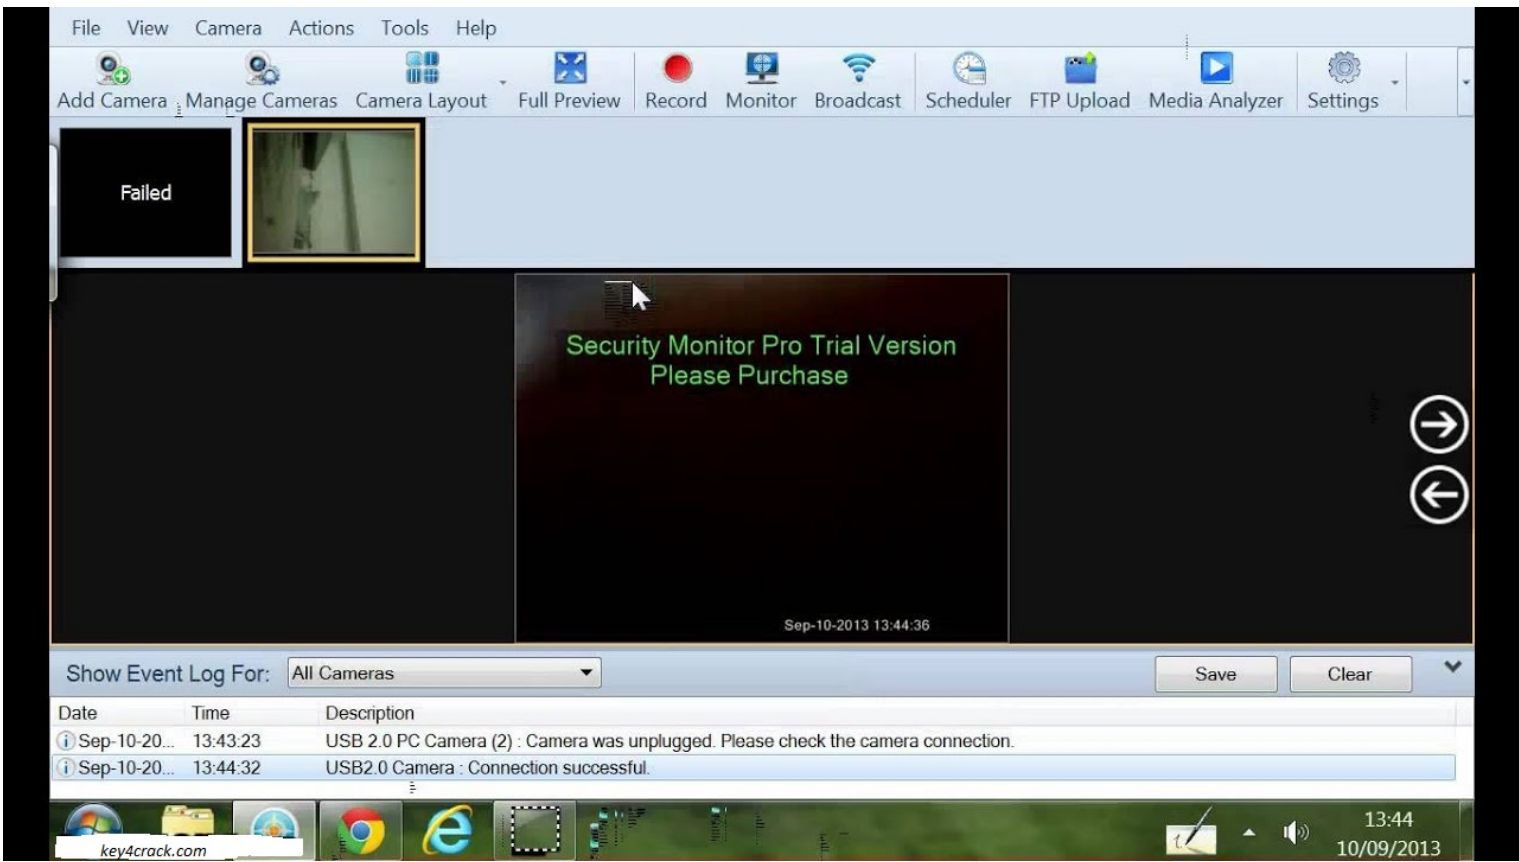 File View Camera Actions Tools Help
Add Camera Manage Cameras Camera Layout Full Preview Record Monitor Broadcast Scheduler FTP Upload Media Analyzer Settings
Failed
Security Monitor Pro Trial Version
Please Purchase
Sep-10-2013 13:44:36
Show Event Log For: All Cameras Save Clear
Date Time Description
Sep-10-20... 13:43:23 USB 2.0 PC Camera (2) : Camera was unplugged. Please check the camera connection.
Sep-10-20... 13:44:32 USB2.0 Camera : Connection successful.
13:44
key4crack.com 10/09/2013